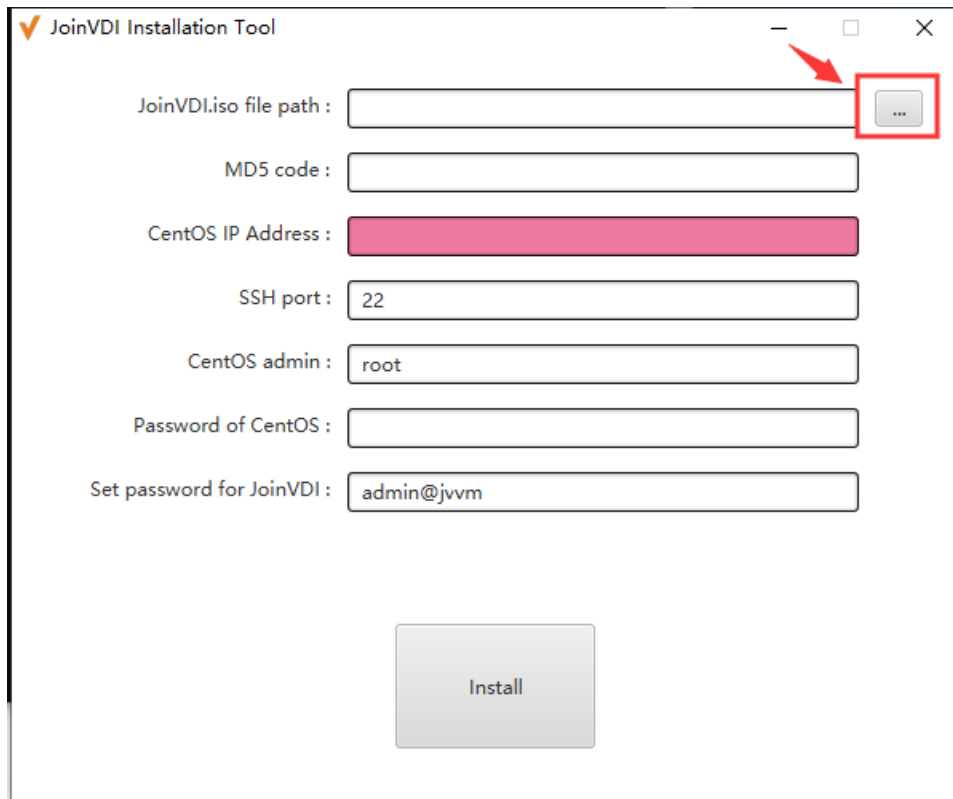 JoinVDI Installation Tool
JoinVDI.iso file path :
...
MD5 code :
CentOS IP Address :
SSH port : 22
CentOS admin : root
Password of CentOS :
Set password for JoinVDI : admin@jvvm
Install